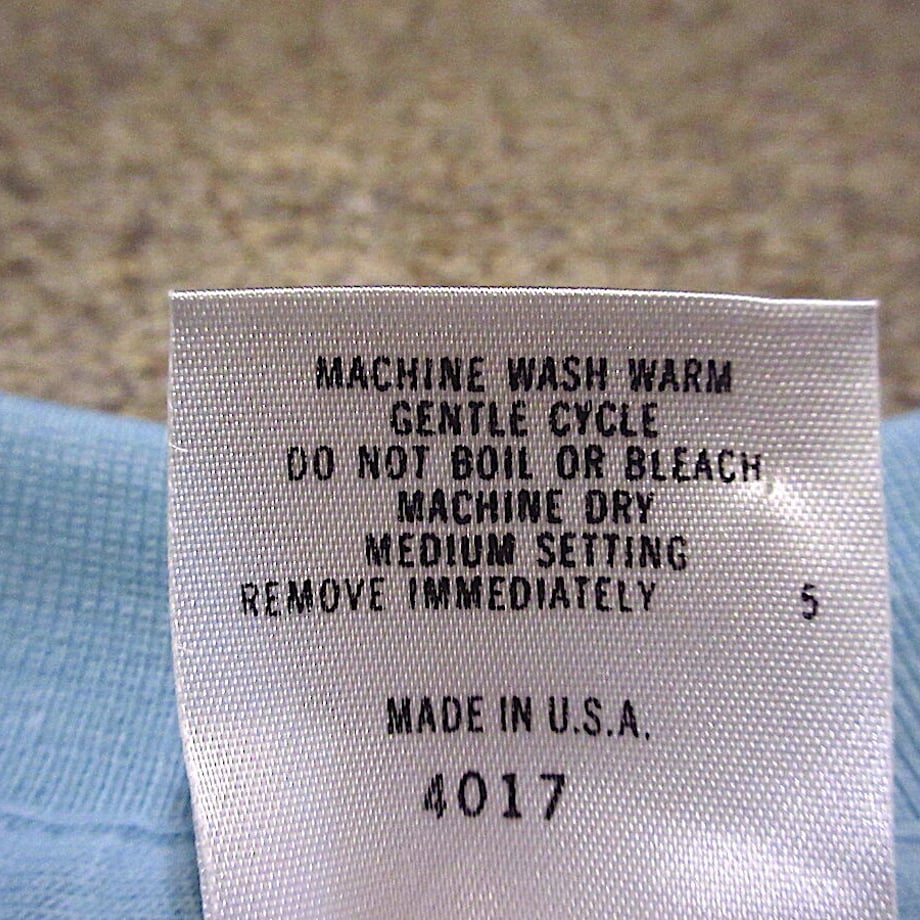 MACHINE WASH WARM
GENTLE CYCLE
DO NOT BOIL OR BLEACH
MACHINE DRY
MEDIUM SETTING
REMOVE IMMEDIATELY 5
MADE IN U.S.A.
4017